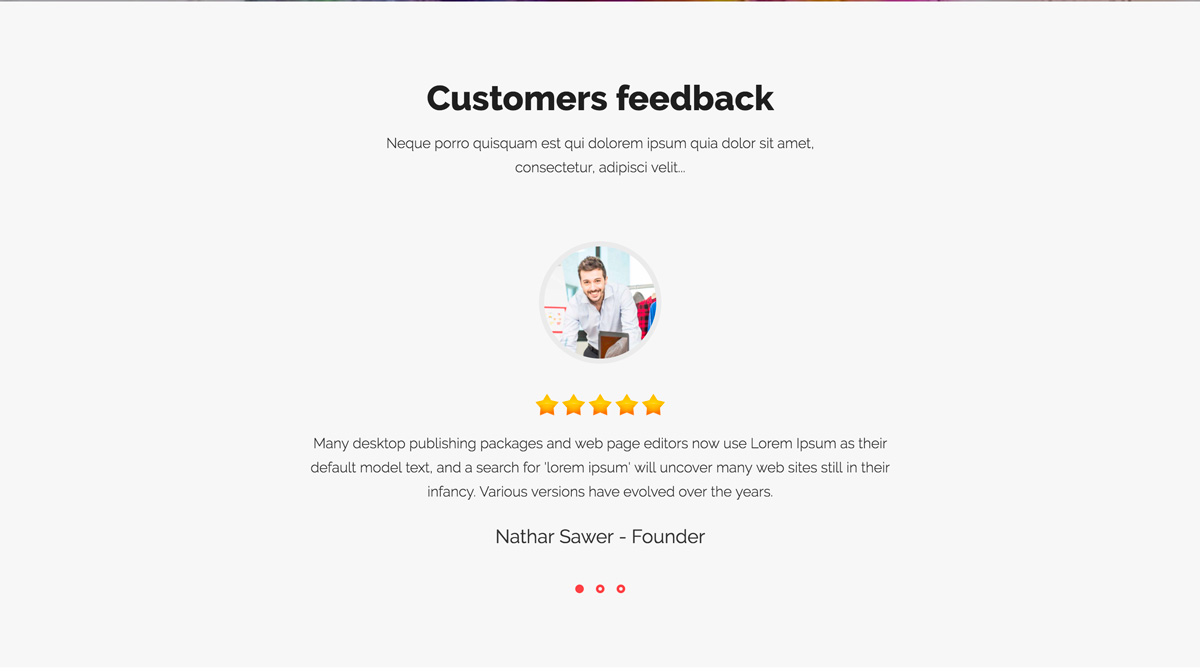 Customers feedback
Neque porro quisquam est qui dolorem ipsum quia dolor sit amet,
consectetur, adipisci velit...
Many desktop publishing packages and web page editors now use Lorem Ipsum as their
default model text, and a search for 'lorem ipsum' will uncover many web sites still in their
infancy. Various versions have evolved over the years.
Nathar Sawer - Founder